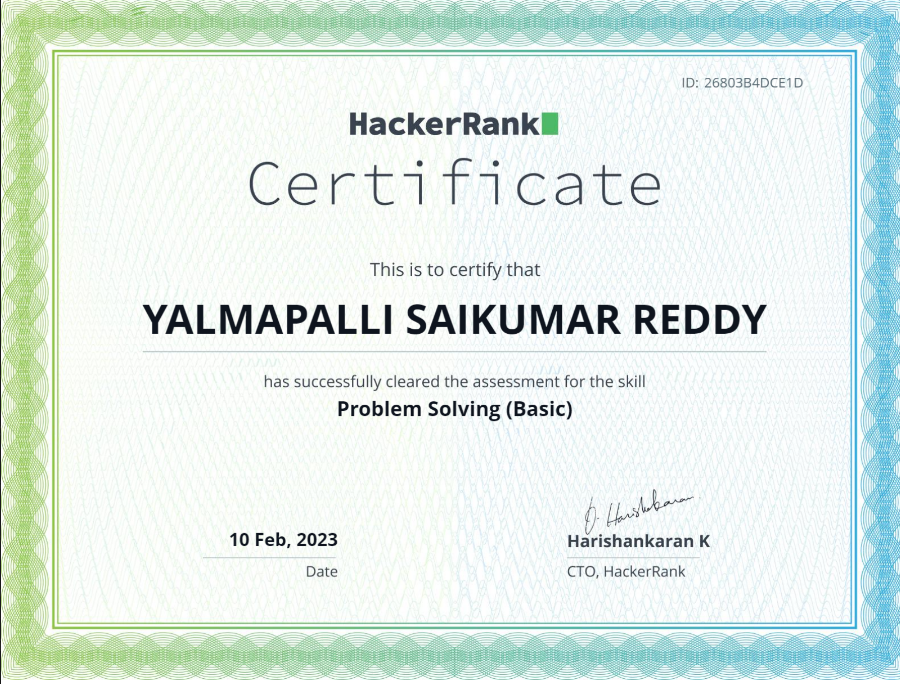 ID: 26803B4DCE1D
HackerRank
Certificate
This is to certify that
YALMAPALLI SAIKUMAR REDDY
has successfully cleared the assessment for the skill
Problem Solving (Basic)
10 Feb, 2023
Date
J. Harishankaran
Harishankaran K
CTO, HackerRank